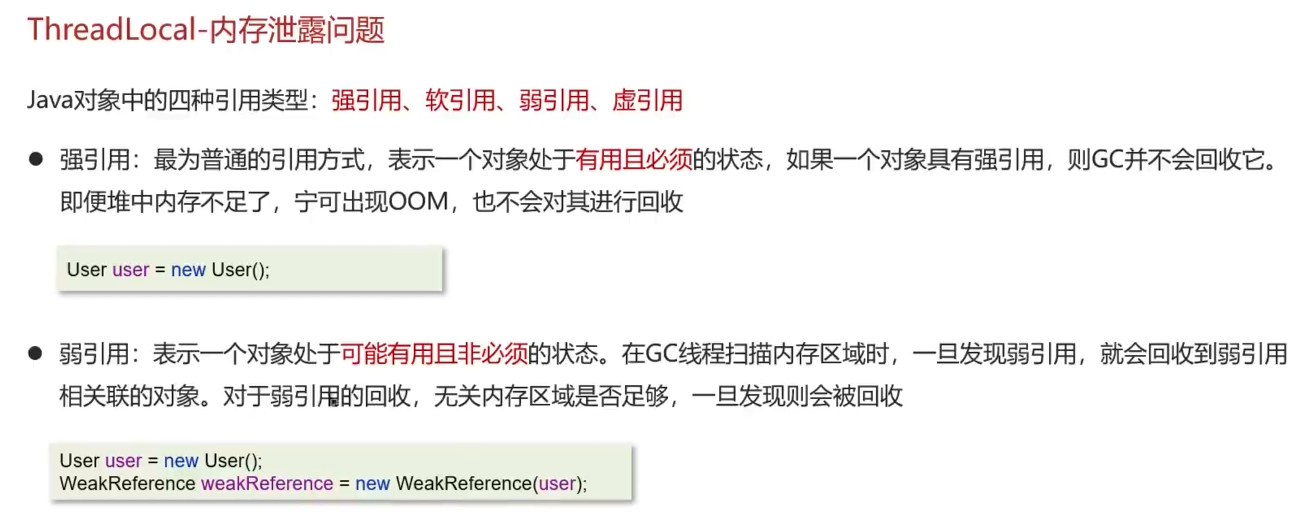 ThreadLocal-内存泄露问题
Java对象中的四种引用类型：强引用、软引用、弱引用、虚引用
● 强引用：最为普通的引用方式，表示一个对象处于有用且必须的状态，如果一个对象具有强引用，则GC并不会回收它。
即便堆中内存不足了，宁可出现OOM，也不会对其进行回收
User user = new User();
● 弱引用：表示一个对象处于可能有用且非必须的状态。在GC线程扫描内存区域时，一旦发现弱引用，就会回收到弱引用
相关联的对象。对于弱引用的回收，无关内存区域是否足够，一旦发现则会被回收
User user = new User();
WeakReference weakReference = new WeakReference(user);